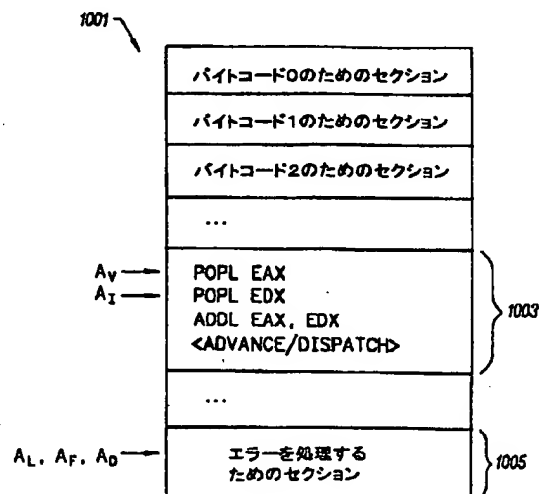 1001
バイトコード0のためのセクション
バイトコード1のためのセクション
バイトコード2のためのセクション
...
Av
POPL EAX
AI
POPL EDX
ADDL EAX, EDX
<ADVANCE/DISPATCH>
1003
...
AL, AF, AD
エラーを処理する
ためのセクション
1005